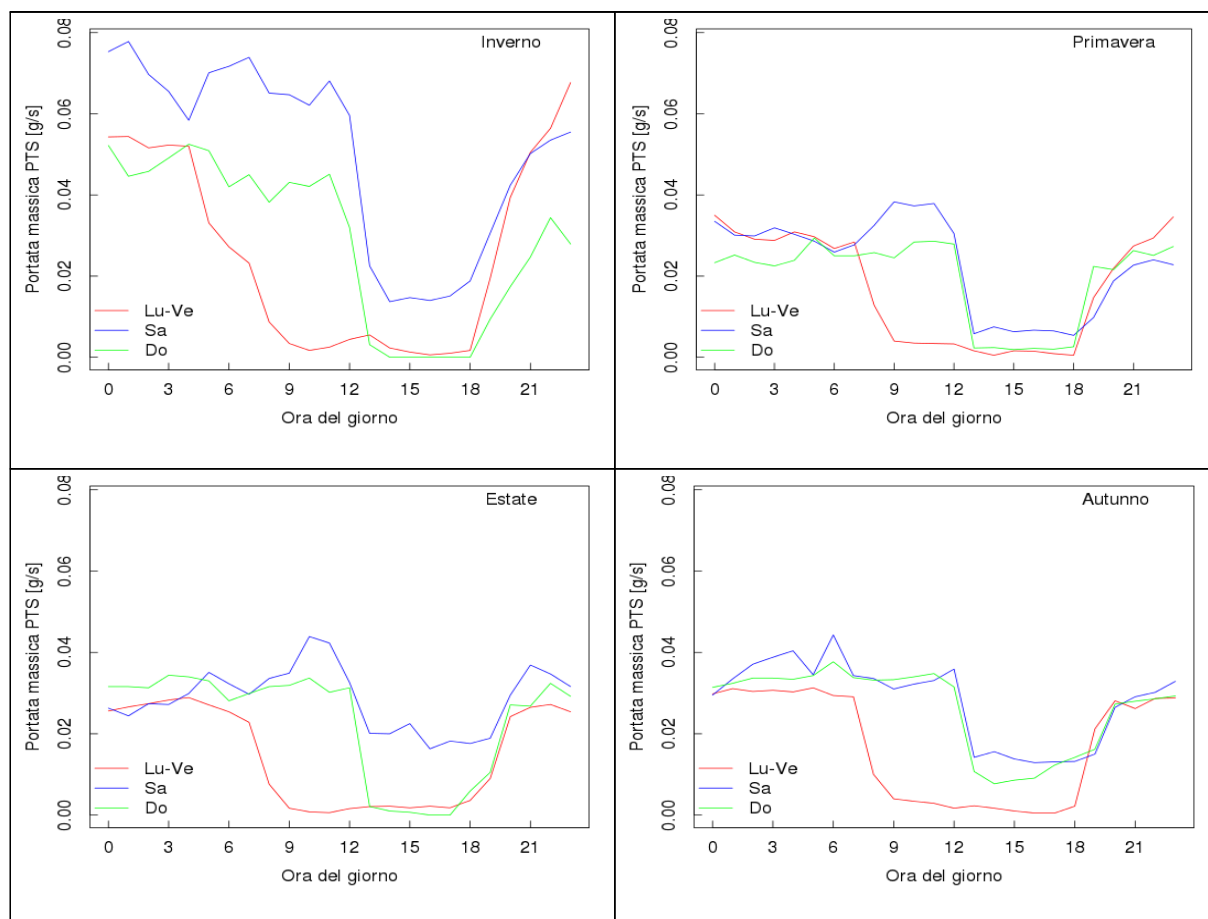 Inverno
Portata massica PTS [g/s]
0.08
0.06
0.04
0.02
0.00
Lu-Ve
Sa
Do
0 3 6 9 12 15 18 21
Ora del giorno
Primavera
Portata massica PTS [g/s]
0.08
0.06
0.04
0.02
0.00
Lu-Ve
Sa
Do
0 3 6 9 12 15 18 21
Ora del giorno
Estate
Portata massica PTS [g/s]
0.08
0.06
0.04
0.02
0.00
Lu-Ve
Sa
Do
0 3 6 9 12 15 18 21
Ora del giorno
Autunno
Portata massica PTS [g/s]
0.08
0.06
0.04
0.02
0.00
Lu-Ve
Sa
Do
0 3 6 9 12 15 18 21
Ora del giorno